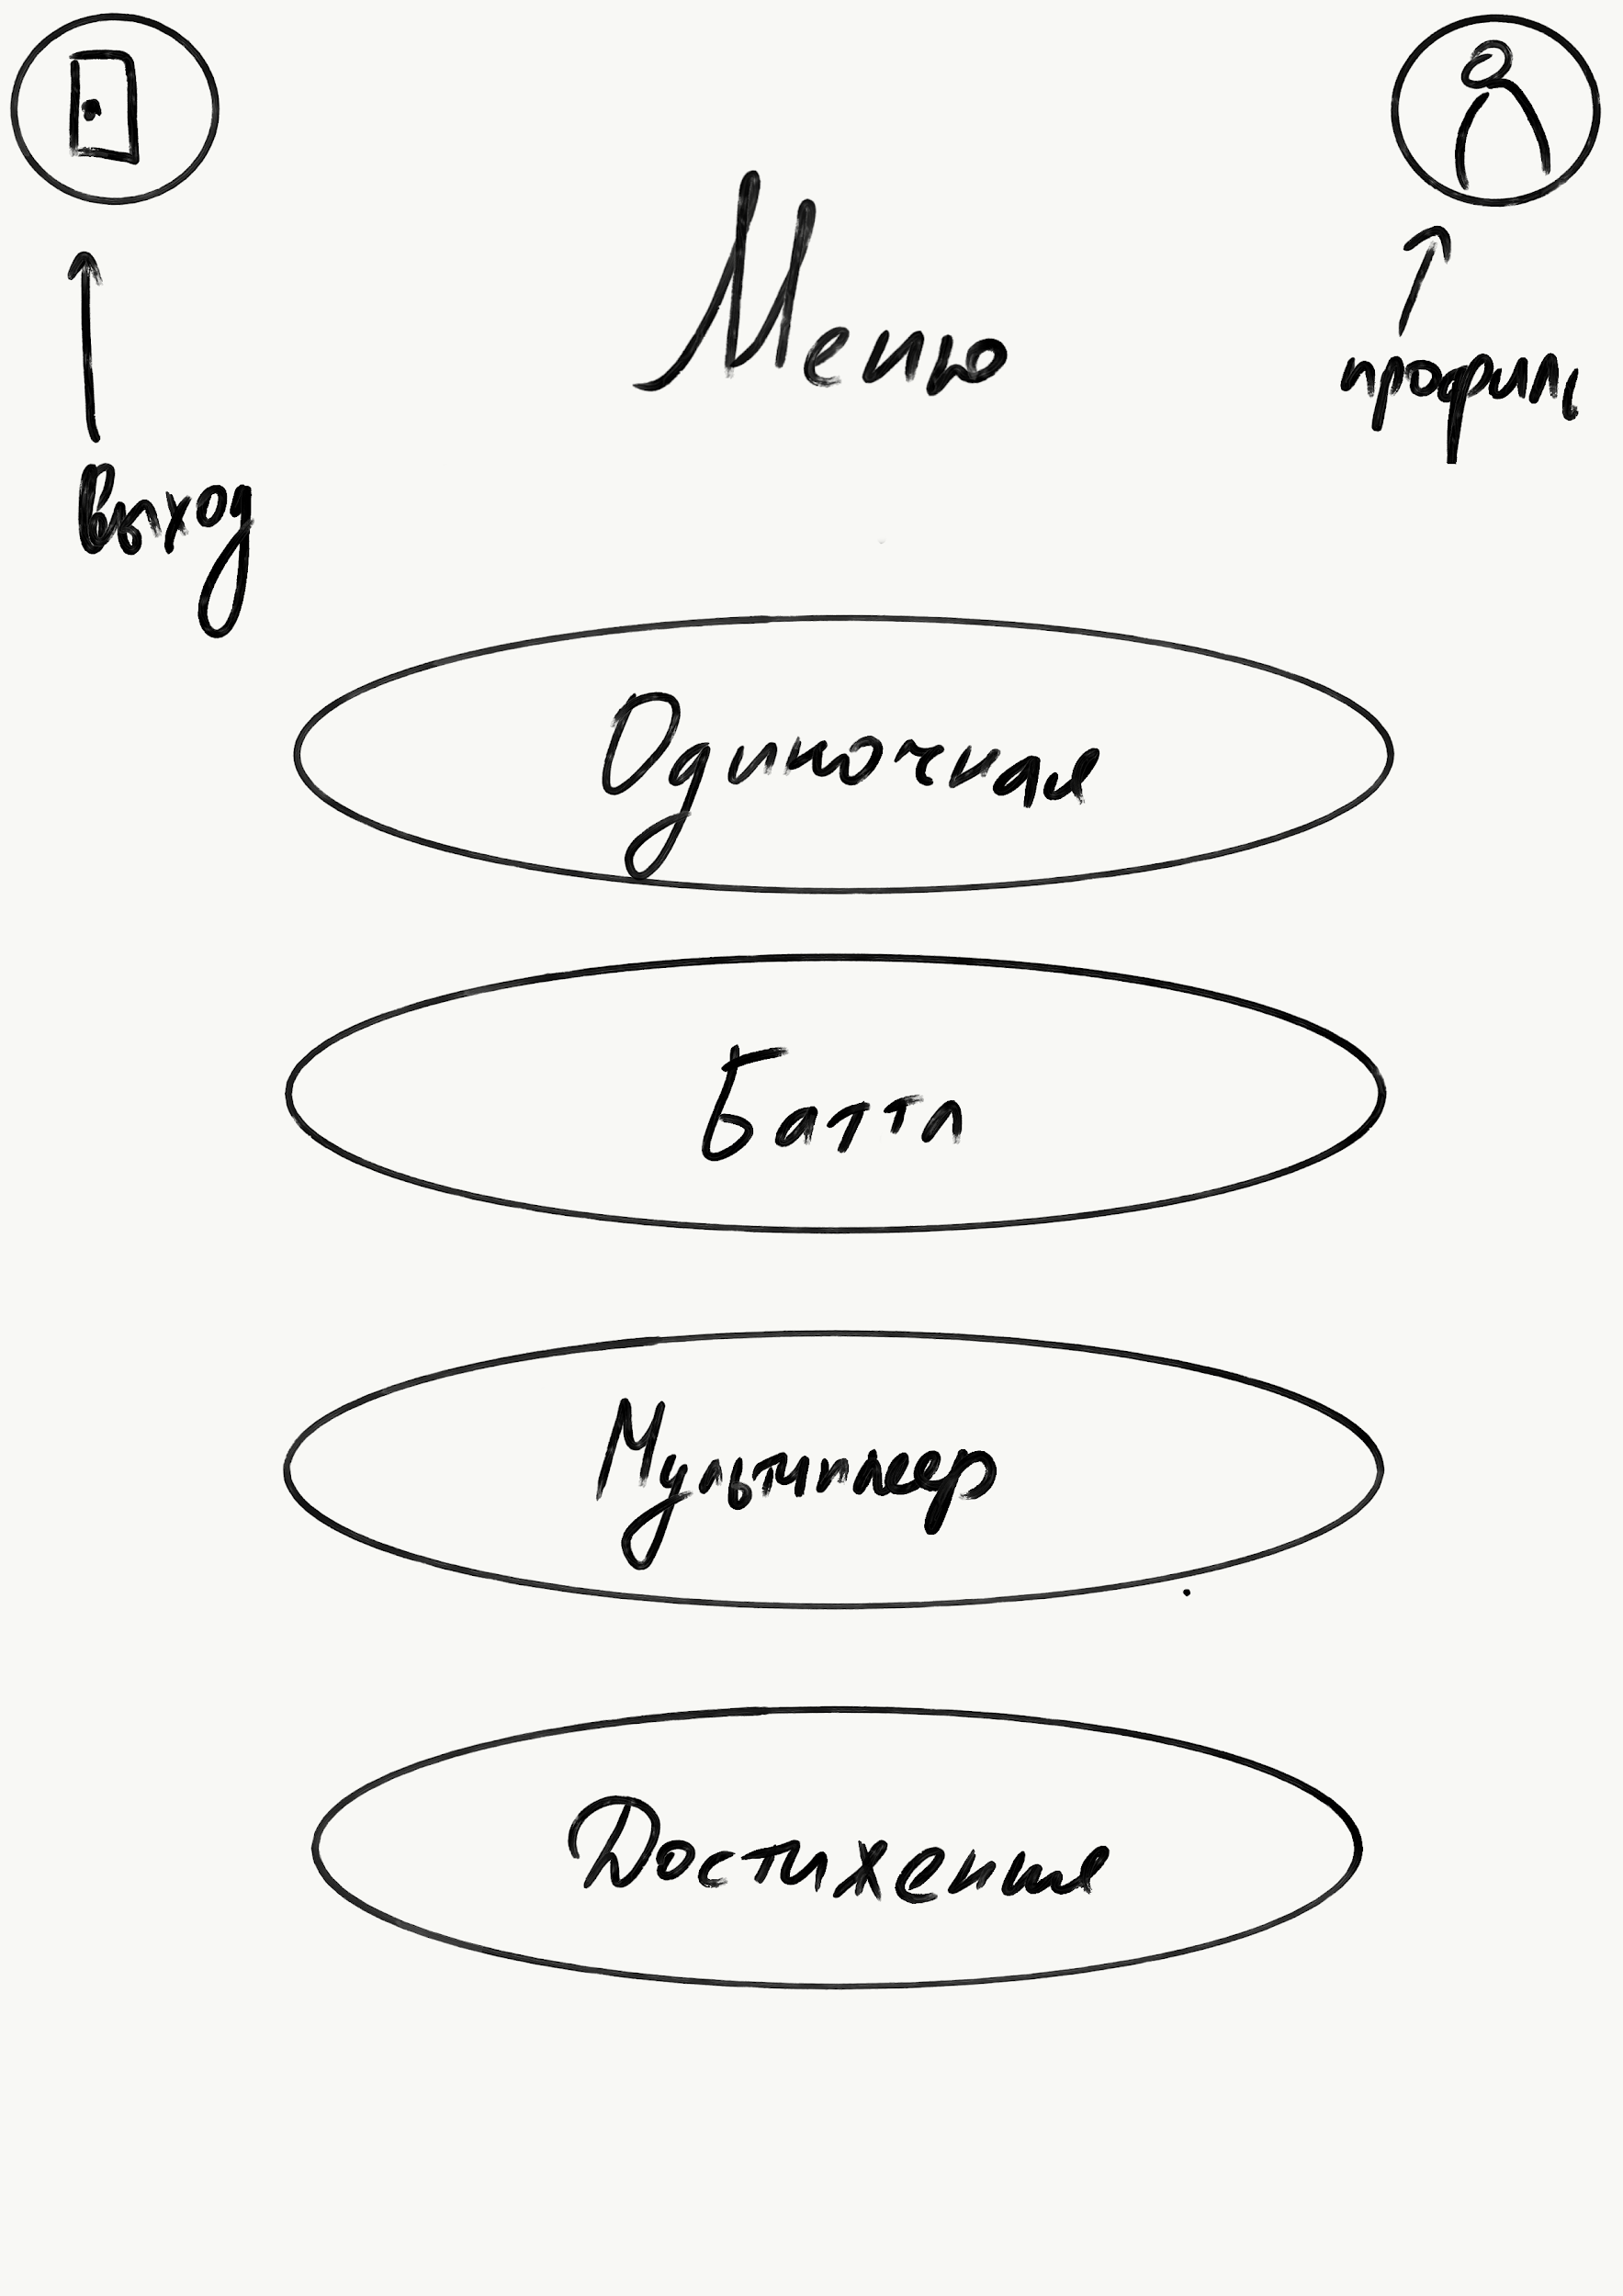 Меню
профиль
выход
Одиночная
Баттл
Мультиплеер
Достижения